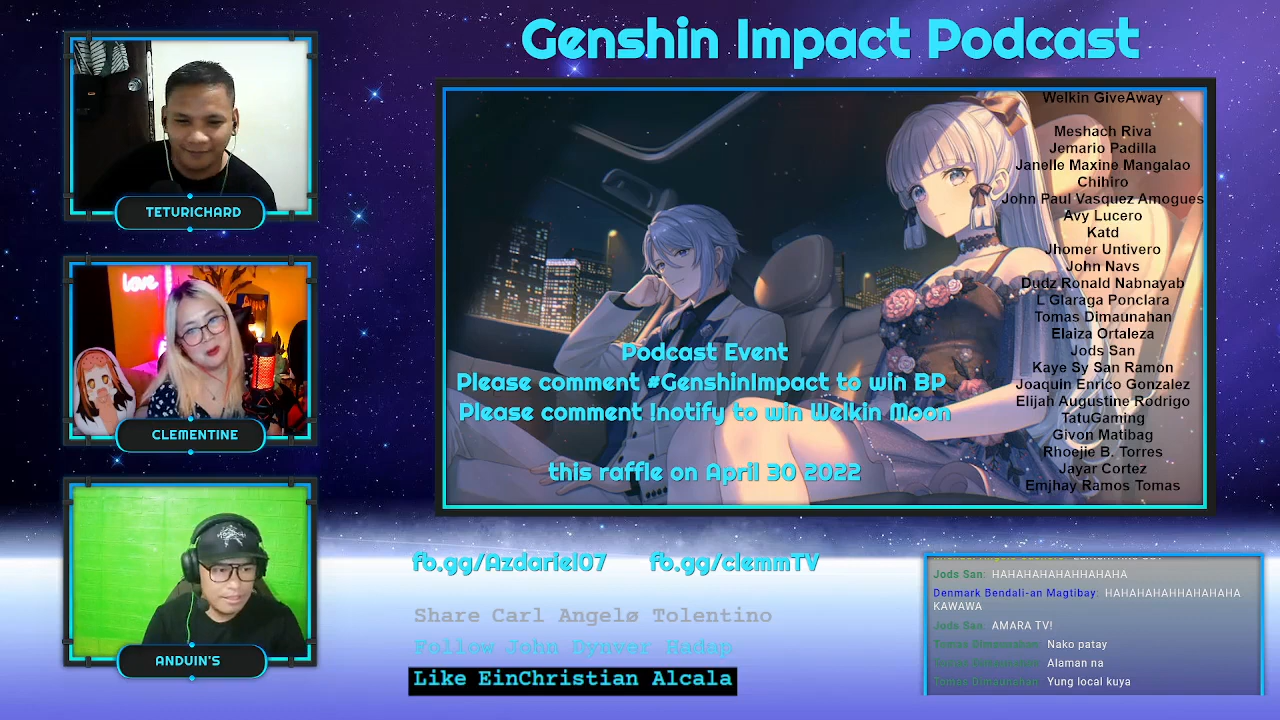 Genshin Impact Podcast
love
TETURICHARD
CLEMENTINE
ANDUIN'S
Welkin GiveAway
Meshach Riva
Jemario Padilla
Janelle Maxine Mangalao
Chihiro
John Paul Vasquez Amogues
Avy Lucero
Katd
Jhomer Untivero
John Navs
Dudz Ronald Nabnayab
L Glaraga Ponclara
Tomas Dimaunahan
Elaiza Ortaleza
Jods San
Kaye Sy San Ramon
Joaquin Enrico Gonzalez
Elijah Augustine Rodrigo
TatuGaming
Givon Matibag
Rhoejie B. Torres
Jayar Cortez
Emjhay Ramos Tomas
Podcast Event
Please comment #GenshinImpact to win BP
Please comment !notify to win Welkin Moon
this raffle on April 30 2022
fb.gg/Azdariel07 fb.gg/clemmTV
Share Carl Angelø Tolentino
Follow John Dynver Hadap
Like EinChristian Alcala
Jods San: HAHAHAHAHAHHAHAHA
Denmark Bendali-an Magtibay: HAHAHAHAHHAHAHAHA
KAWAWA
Jods San: AMARA TV!
Tomas Dimaunahan: Nako patay
Alaman na
Tomas Dimaunahan: Yung local kuya